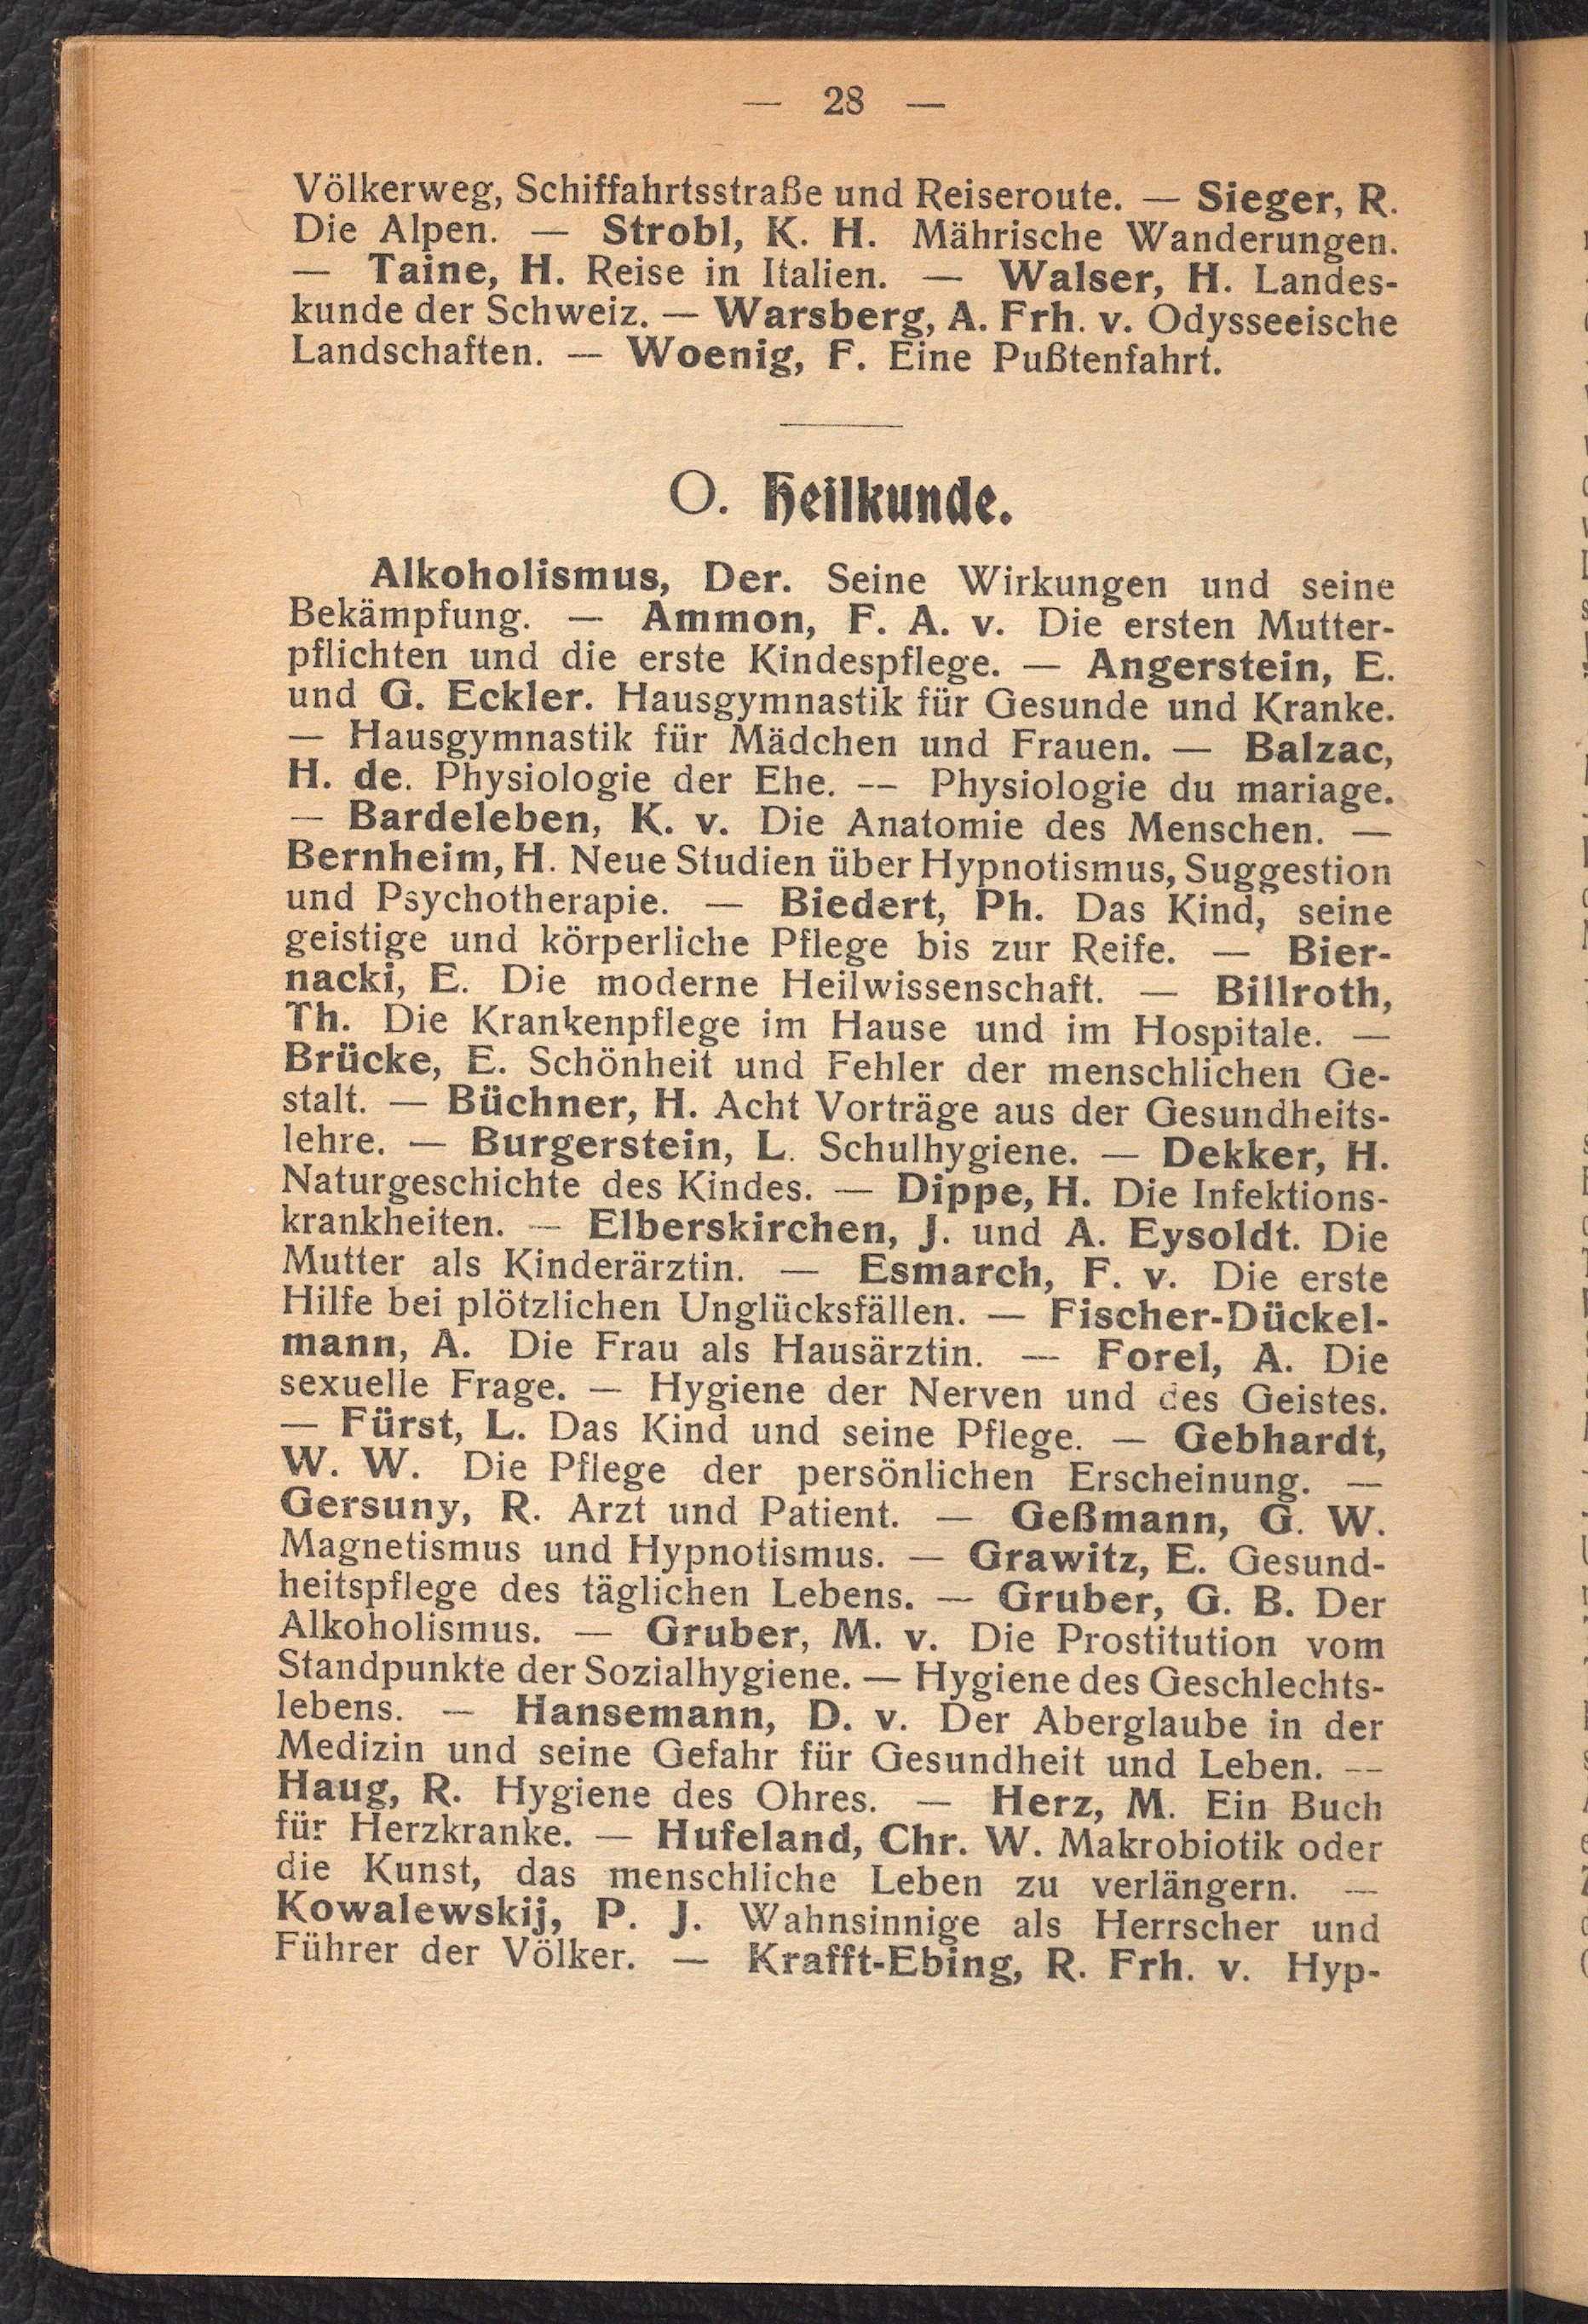 — 28 —
Völkerweg, Schiffahrtsstraße und Reiseroute. — Sieger, R.
Die Alpen. — Strobl, K. H. Mährische Wanderungen.
— Taine, H. Reise in Italien. — Walser, H. Landes-
kunde der Schweiz. — Warsberg, A. Frh. v. Odysseeische
Landschaften. — Woenig, F. Eine Pußtenfahrt.
O. Heilkunde.
Alkoholismus, Der. Seine Wirkungen und seine
Bekämpfung. — Ammon, F. A. v. Die ersten Mutter-
pflichten und die erste Kindespflege. — Angerstein, E.
und G. Eckler. Hausgymnastik für Gesunde und Kranke.
— Hausgymnastik für Mädchen und Frauen. — Balzac,
H. de. Physiologie der Ehe. — Physiologie du mariage.
— Bardeleben, K. v. Die Anatomie des Menschen. —
Bernheim, H. Neue Studien über Hypnotismus, Suggestion
und Psychotherapie. — Biedert, Ph. Das Kind, seine
geistige und körperliche Pflege bis zur Reife. — Bier-
nacki, E. Die moderne Heilwissenschaft. — Billroth,
Th. Die Krankenpflege im Hause und im Hospitale. —
Brücke, E. Schönheit und Fehler der menschlichen Ge-
stalt. — Büchner, H. Acht Vorträge aus der Gesundheits-
lehre. — Burgerstein, L. Schulhygiene. — Dekker, H.
Naturgeschichte des Kindes. — Dippe, H. Die Infektions-
krankheiten. — Elberskirchen, J. und A. Eysoldt. Die
Mutter als Kinderärztin. — Esmarch, F. v. Die erste
Hilfe bei plötzlichen Unglücksfällen. — Fischer-Dückel-
mann, A. Die Frau als Hausärztin. — Forel, A. Die
sexuelle Frage. — Hygiene der Nerven und des Geistes.
— Fürst, L. Das Kind und seine Pflege. — Gebhardt,
W. W. Die Pflege der persönlichen Erscheinung. —
Gersuny, R. Arzt und Patient. — Geßmann, G. W.
Magnetismus und Hypnotismus. — Grawitz, E. Gesund-
heitspflege des täglichen Lebens. — Gruber, G. B. Der
Alkoholismus. — Gruber, M. v. Die Prostitution vom
Standpunkte der Sozialhygiene. — Hygiene des Geschlechts-
lebens. — Hansemann, D. v. Der Aberglaube in der
Medizin und seine Gefahr für Gesundheit und Leben. —
Haug, R. Hygiene des Ohres. — Herz, M. Ein Buch
für Herzkranke. — Hufeland, Chr. W. Makrobiotik oder
die Kunst, das menschliche Leben zu verlängern. —
Kowalewskij, P. J. Wahnsinnige als Herrscher und
Führer der Völker. — Krafft-Ebing, R. Frh. v. Hyp-